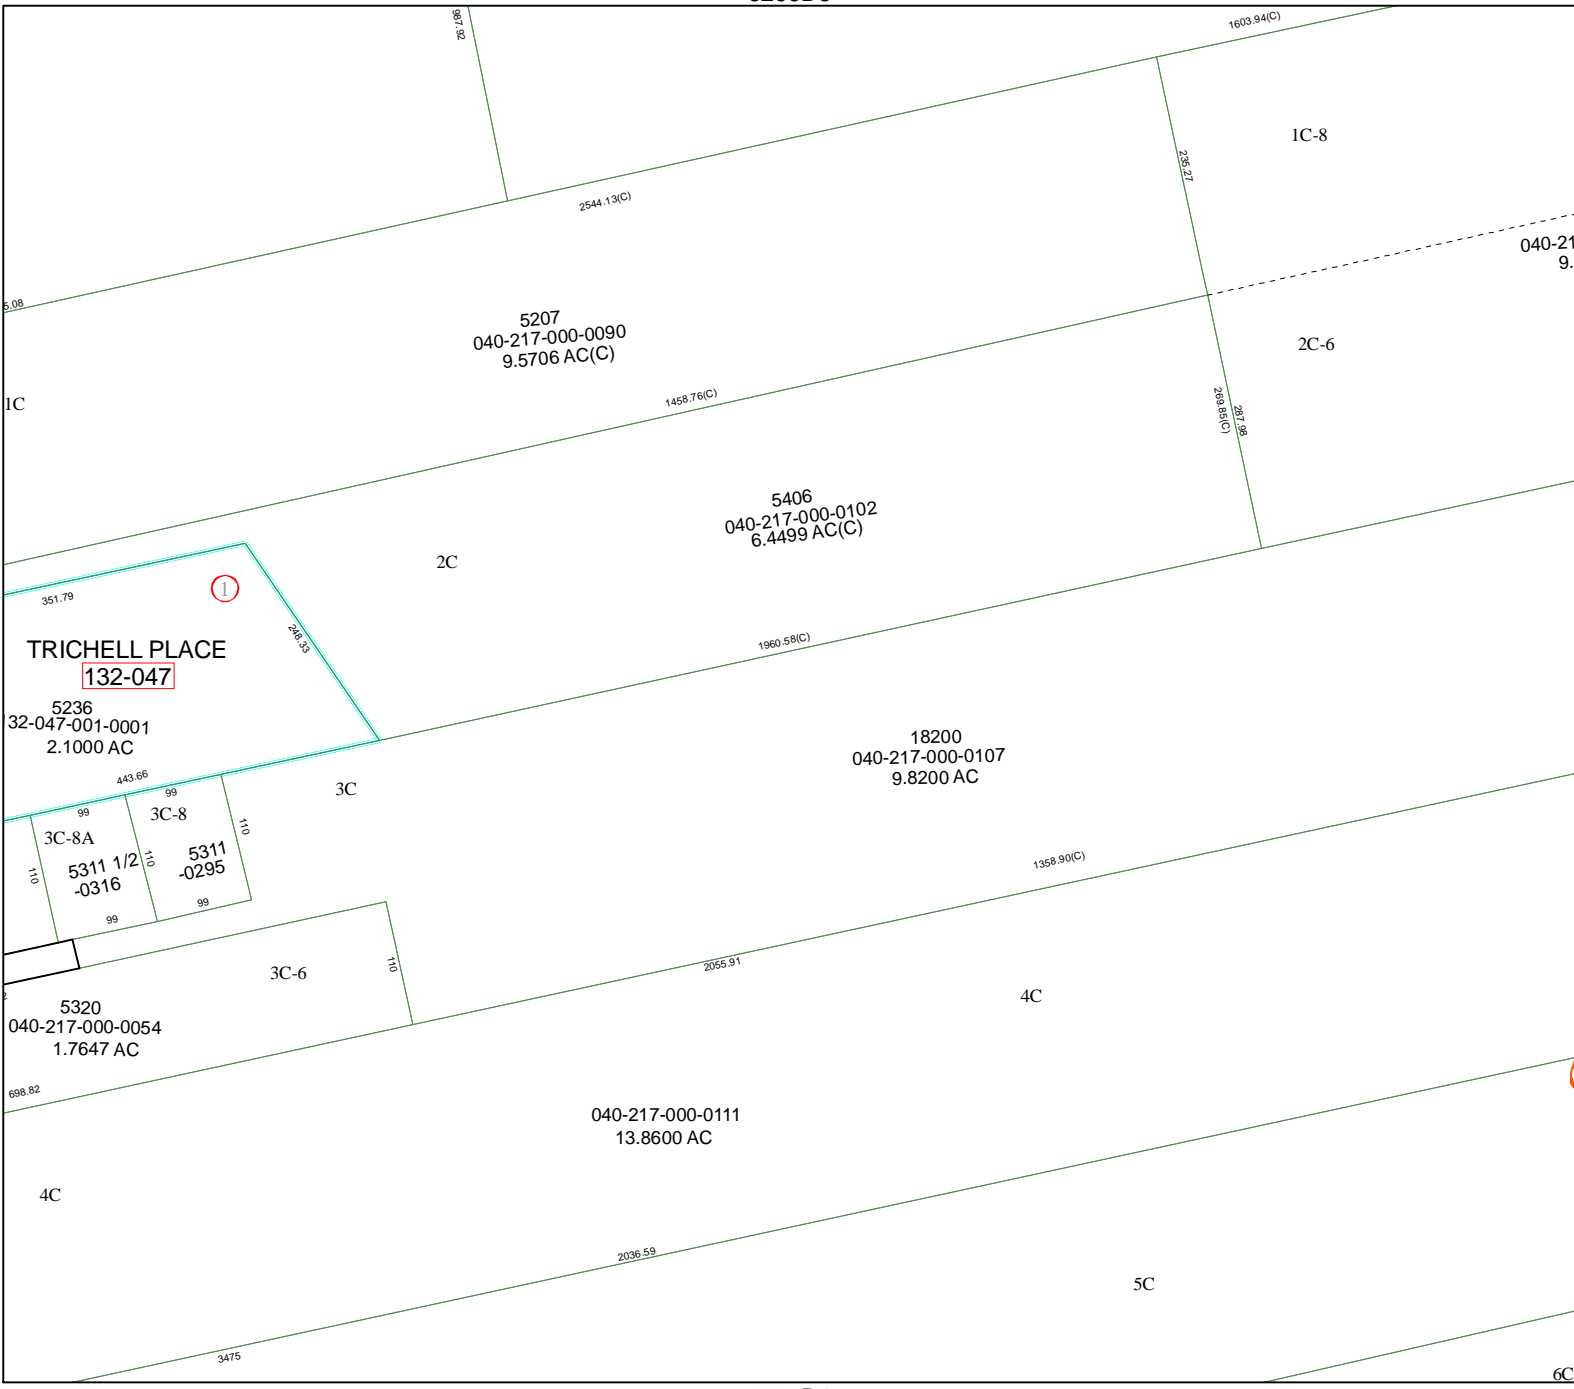 987.92
1603.94(C)
1C-8
235.27
2544.13(C)
040-21
9.
5.08
5207
040-217-000-0090
9.5706 AC(C)
2C-6
1C
1458.76(C)
269.85(C)
287.98
5406
040-217-000-0102
6.4499 AC(C)
2C
1
351.79
248.33
1960.58(C)
TRICHELL PLACE
132-047
5236
32-047-001-0001
2.1000 AC
18200
040-217-000-0107
9.8200 AC
443.66
99
99
3C
3C-8
3C-8A
110
110
110
5311 1/2
-0316
5311
-0295
99
99
1358.90(C)
3C-6
110
2055.91
4C
5320
040-217-000-0054
1.7647 AC
698.82
040-217-000-0111
13.8600 AC
4C
2036.59
5C
3475
6C